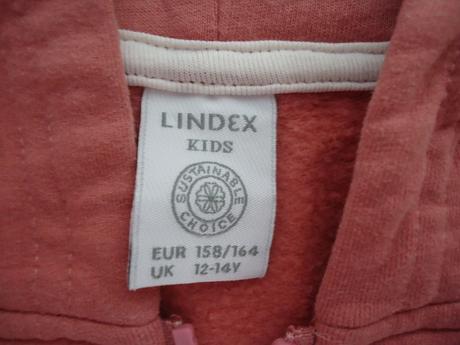 LINDEX
KIDS
SUSTAINABLE
CHOICE
EUR 158/164
UK 12-14Y